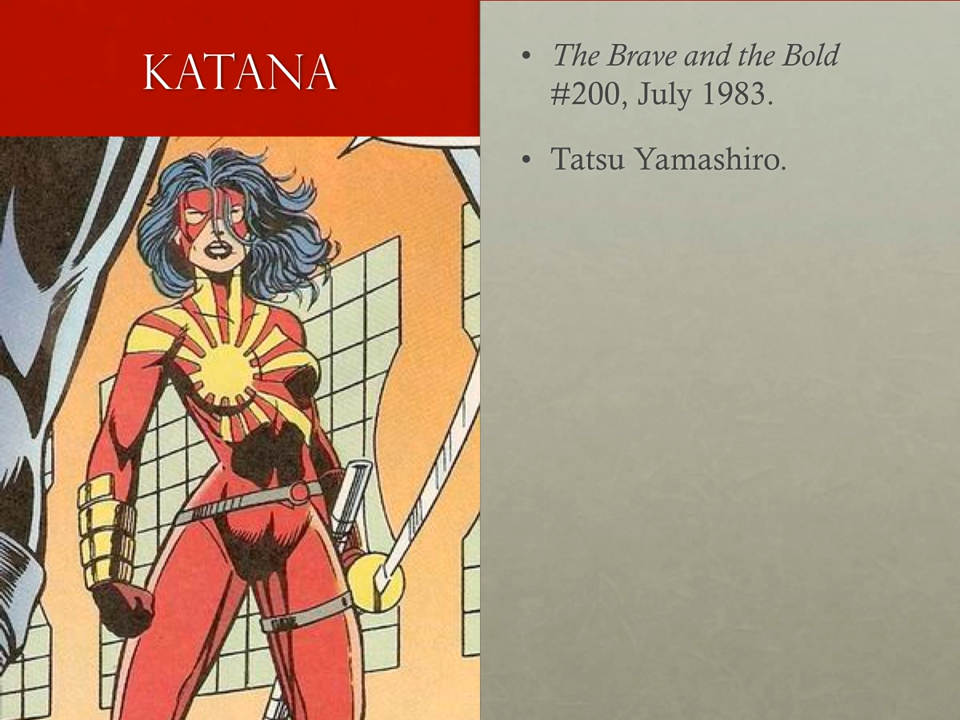 KATANA
• The Brave and the Bold
#200, July 1983.
• Tatsu Yamashiro.